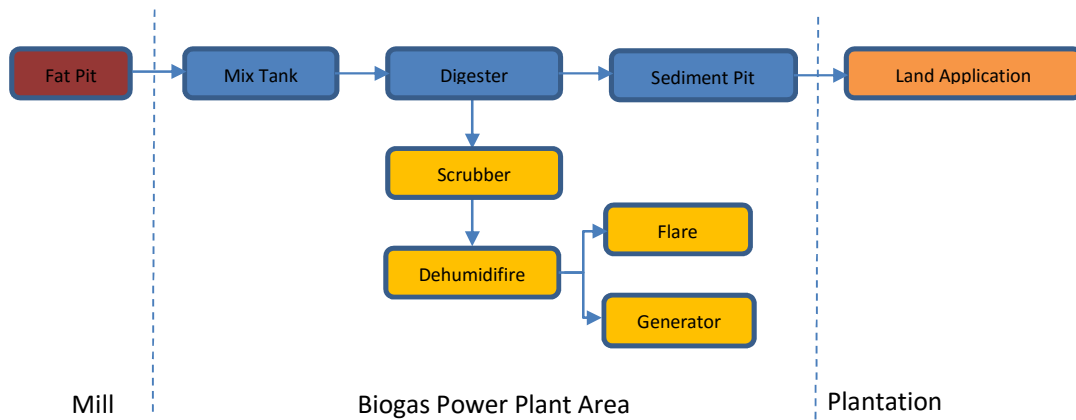 Fat Pit
Mix Tank
Digester
Sediment Pit
Land Application
Scrubber
Flare
Dehumidifire
Generator
Mill
Biogas Power Plant Area
Plantation